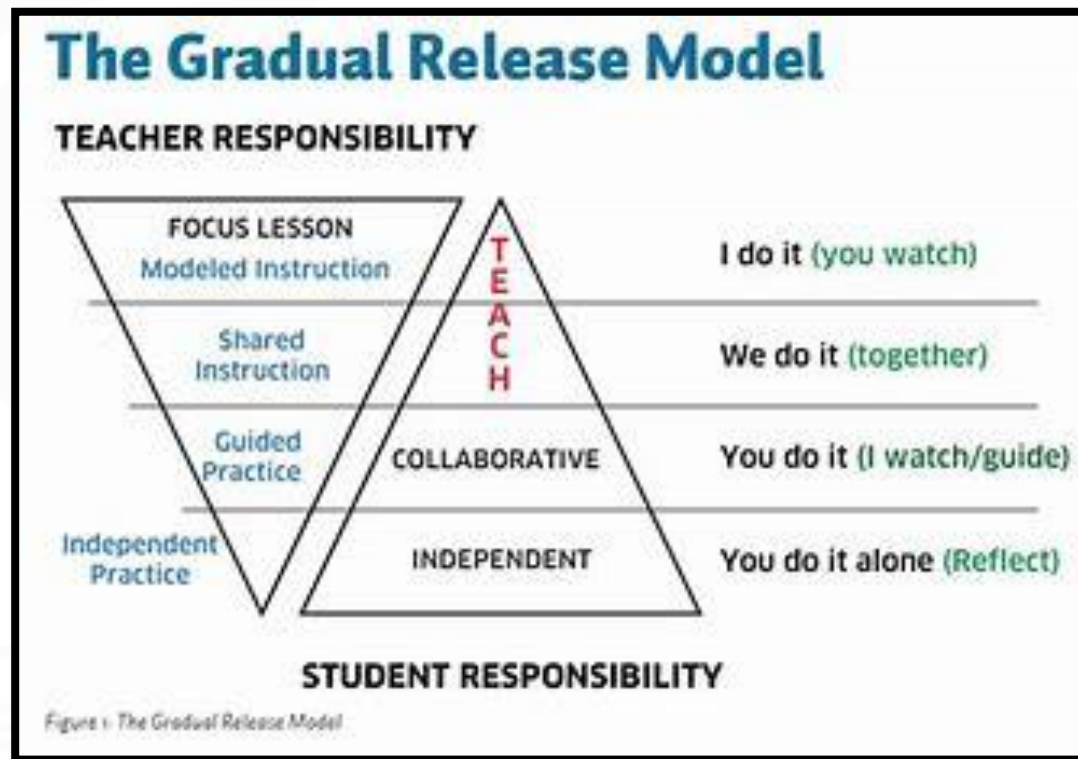 The Gradual Release Model
TEACHER RESPONSIBILITY
FOCUS LESSON
Modeled Instruction
TEACH
I do it (you watch)
Shared
Instruction
We do it (together)
Guided
Practice
COLLABORATIVE
You do it (I watch/guide)
Independent
Practice
INDEPENDENT
You do it alone (Reflect)
STUDENT RESPONSIBILITY
Figure 1: The Gradual Release Model